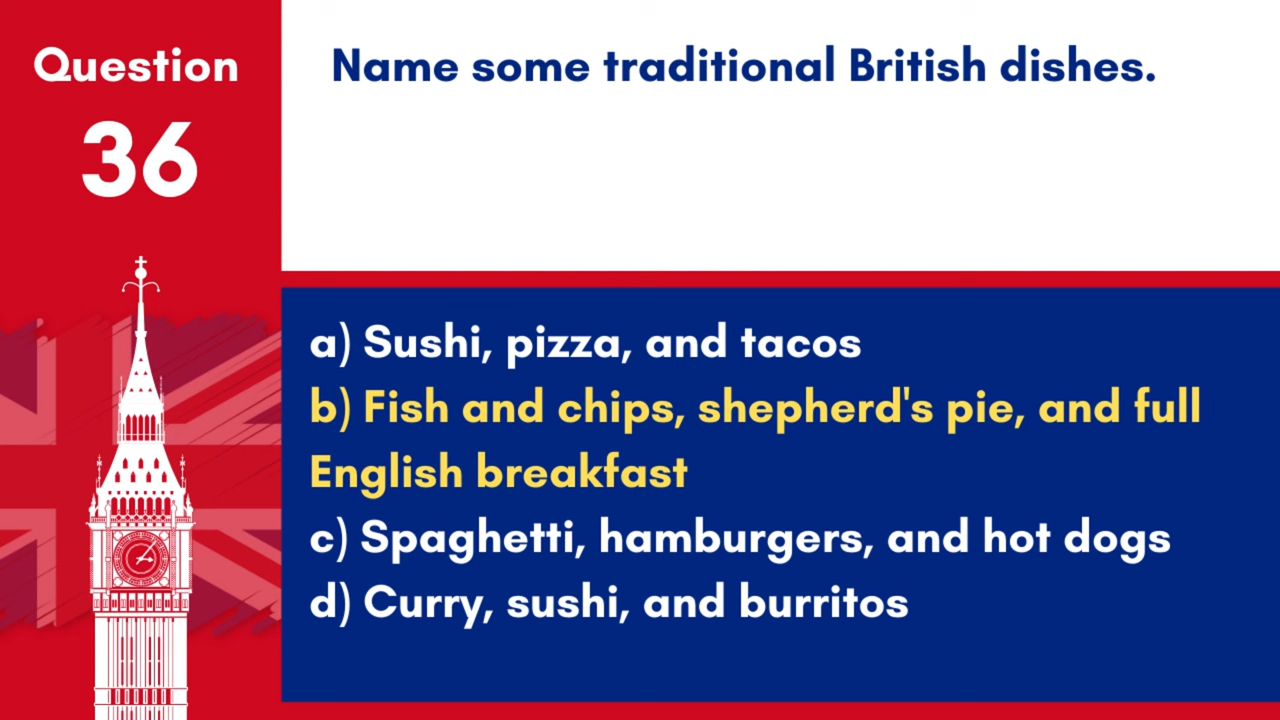 Question
36
Name some traditional British dishes.
a) Sushi, pizza, and tacos
b) Fish and chips, shepherd's pie, and full
English breakfast
c) Spaghetti, hamburgers, and hot dogs
d) Curry, sushi, and burritos